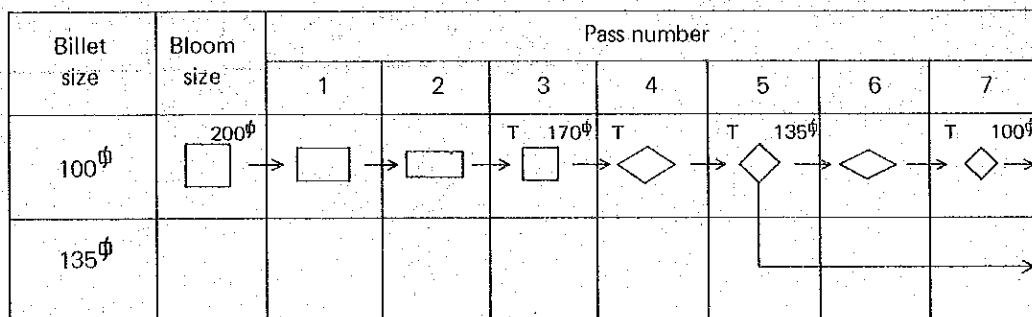 Billet size
Bloom size
Pass number
1 2 3 4 5 6 7
100ᶲ 200ᶲ T 170ᶲ T T 135ᶲ T 100ᶲ
135ᶲ